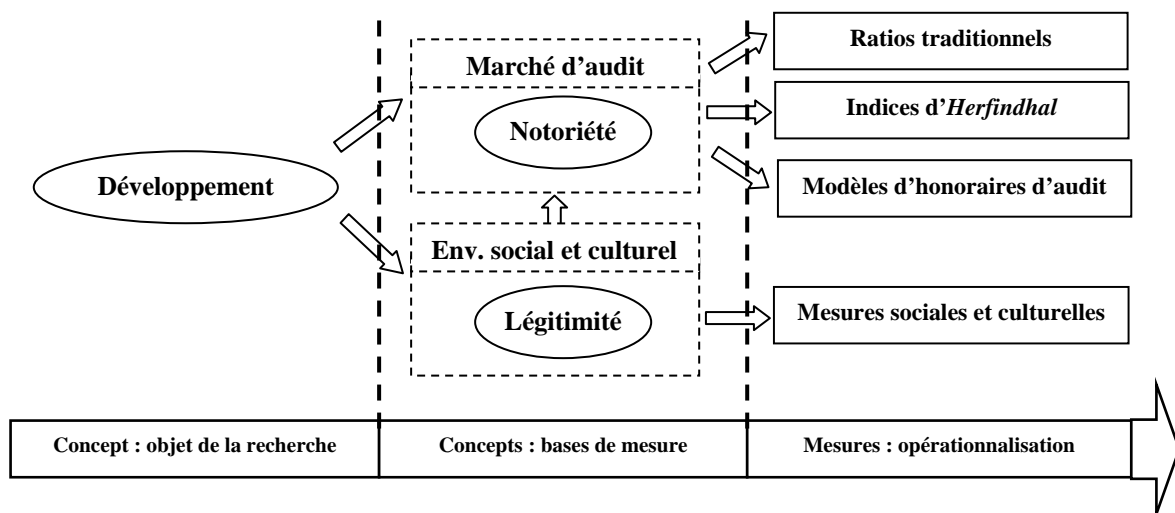 Développement
Marché d’audit
Notoriété
Env. social et culturel
Légitimité
Ratios traditionnels
Indices d’Herfindhal
Modèles d’honoraires d’audit
Mesures sociales et culturelles
Concept : objet de la recherche
Concepts : bases de mesure
Mesures : opérationnalisation